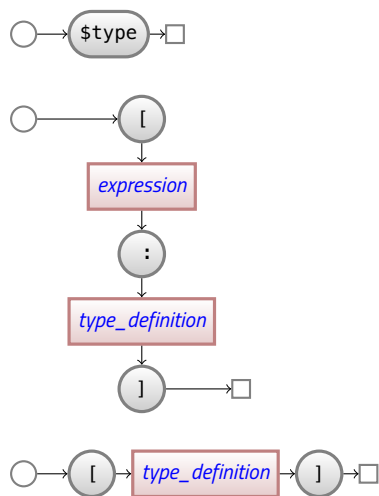 $type
[
expression
:
type_definition
]
[ type_definition ]